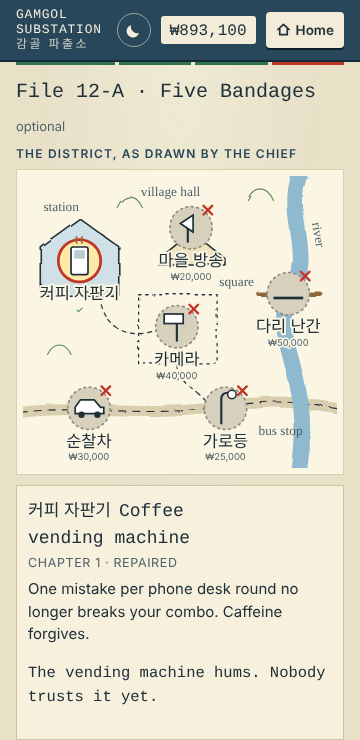 GAMGOL
SUBSTATION
감골 파출소
₩893,100
Home
File 12-A · Five Bandages
optional
THE DISTRICT, AS DRAWN BY THE CHIEF
village hall
station
river
마을 방송
₩20,000
커피 자판기
square
다리 난간
₩50,000
카메라
₩40,000
순찰차
₩30,000
가로등
₩25,000
bus stop
커피 자판기 Coffee
vending machine
CHAPTER 1 · REPAIRED
One mistake per phone desk round no
longer breaks your combo. Caffeine
forgives.
The vending machine hums. Nobody
trusts it yet.